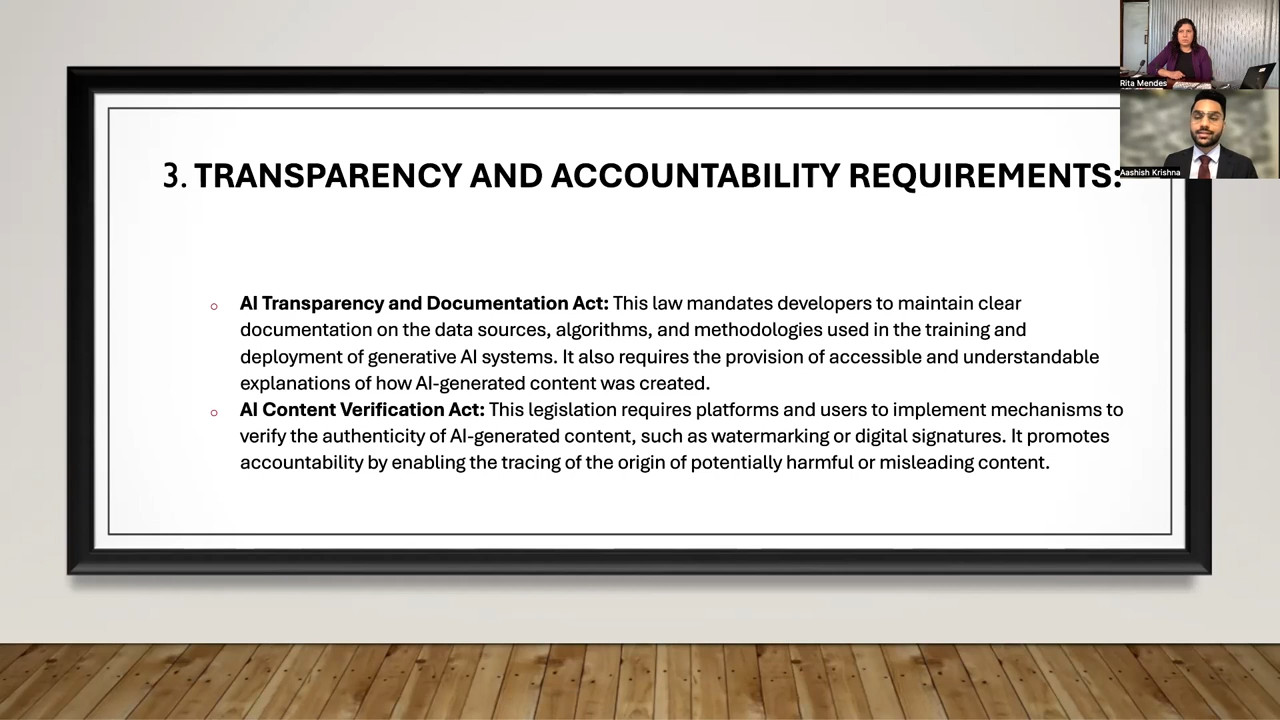 Rita Mendes
Aashish Krishna
3. TRANSPARENCY AND ACCOUNTABILITY REQUIREMENTS:
o AI Transparency and Documentation Act: This law mandates developers to maintain clear
documentation on the data sources, algorithms, and methodologies used in the training and
deployment of generative AI systems. It also requires the provision of accessible and understandable
explanations of how AI-generated content was created.
o AI Content Verification Act: This legislation requires platforms and users to implement mechanisms to
verify the authenticity of AI-generated content, such as watermarking or digital signatures. It promotes
accountability by enabling the tracing of the origin of potentially harmful or misleading content.